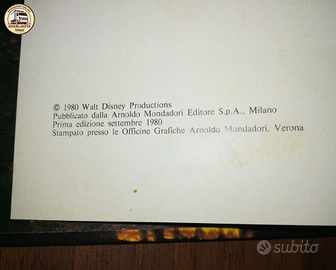 © 1980 Walt Disney Productions
Pubblicato dalla Arnoldo Mondadori Editore S.p.A., Milano
Prima edizione settembre 1980
Stampato presso le Officine Grafiche Arnoldo Mondadori, Verona
subito